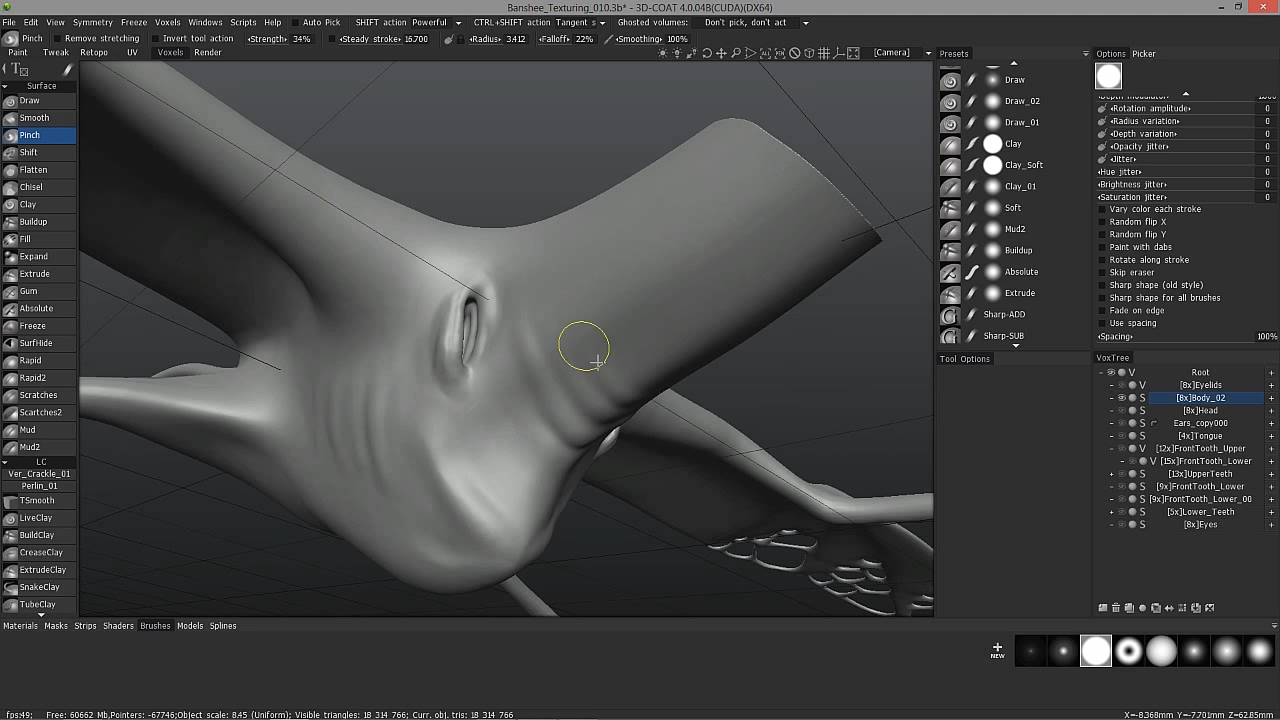 Banshee_Texturing_010.3b* - 3D-COAT 4.0.04B(CUDA)(DX64)
File Edit View Symmetry Freeze Voxels Windows Scripts Help Auto Pick SHIFT action Powerful CTRL+SHIFT action Tangent s Ghosted volumes: Don't pick, don't act
Pinch Remove stretching Invert tool action Strength: 34% Steady stroke: 16.700 Radius: 3.412 Falloff: 22% Smoothing: 100%
Paint Tweak Retopo UV Voxels Render [Camera]
Surface
Draw
Smooth
Pinch
Shift
Flatten
Chisel
Clay
Buildup
Fill
Expand
Extrude
Gum
Absolute
Freeze
SurfHide
Rapid
Rapid2
Scratches
Scartches2
Mud
Mud2
LC
Ver_Crackle_01
Perlin_01
TSmooth
LiveClay
BuildClay
CreaseClay
ExtrudeClay
SnakeClay
TubeClay
Presets
Draw
Draw_02
Draw_01
Clay
Clay_Soft
Clay_01
Soft
Mud2
Buildup
Absolute
Extrude
Sharp-ADD
Sharp-SUB
Tool Options
Options Picker
Rotation amplitude 0
Radius variation 0
Depth variation 0
Opacity jitter 0
Jitter 0
Hue jitter 0
Brightness jitter 0
Saturation jitter 0
Vary color each stroke
Random flip X
Random flip Y
Paint with dabs
Rotate along stroke
Skip eraser
Sharp shape (old style)
Sharp shape for all brushes
Fade on edge
Use spacing
Spacing 100%
VoxTree
V Root +
V [8x]Eyelids +
S [8x]Body_02 +
S [8x]Head +
S Ears_copy000 +
S [4x]Tongue +
V [12x]FrontTooth_Upper +
V [15x]FrontTooth_Lower +
S [13x]UpperTeeth +
S [9x]FrontTooth_Lower +
S [9x]FrontTooth_Lower_00 +
S [5x]Lower_Teeth +
S [8x]Eyes +
Materials Masks Strips Shaders Brushes Models Splines
NEW
fps:49; Free: 60662 Mb,Pointers: -67746;Object scale: 8.45 (Uniform); Visible triangles: 18 314 766; Curr. obj. tris: 18 314 766 X=-8.368mm Y=-7.701mm Z=62.85mm